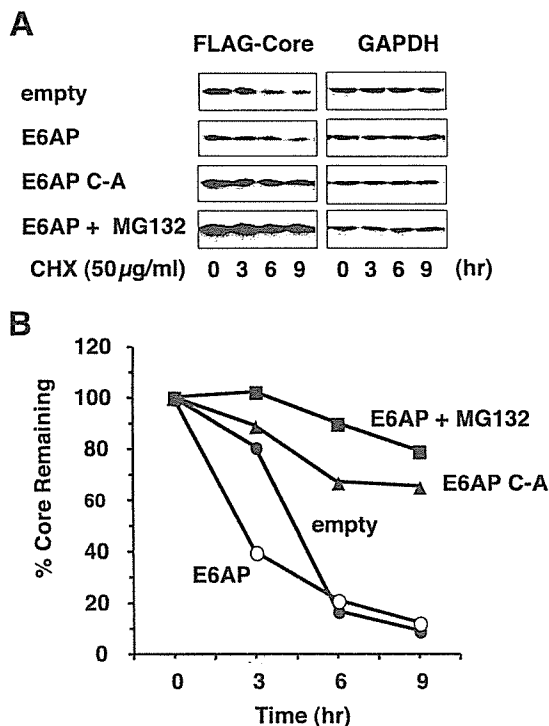 A
FLAG-Core GAPDH
empty
E6AP
E6AP C-A
E6AP + MG132
CHX (50µg/ml) 0 3 6 9 0 3 6 9 (hr)
B
120
100
80
60
40
20
0
% Core Remaining
E6AP + MG132
E6AP C-A
empty
E6AP
0 3 6 9
Time (hr)